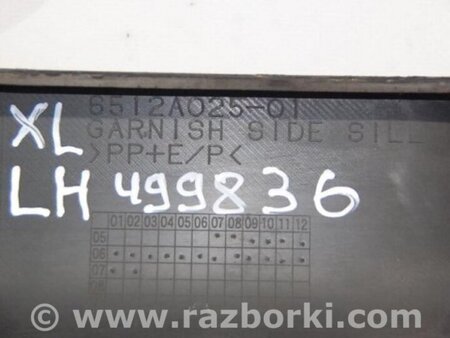 6512A025-01
XL GARNISH SIDE SILL
>PP+E/P<
LH 499836
01 02 03 04 05 06 07 08 09 10 11 12
05
06
07
© www.razborki.com